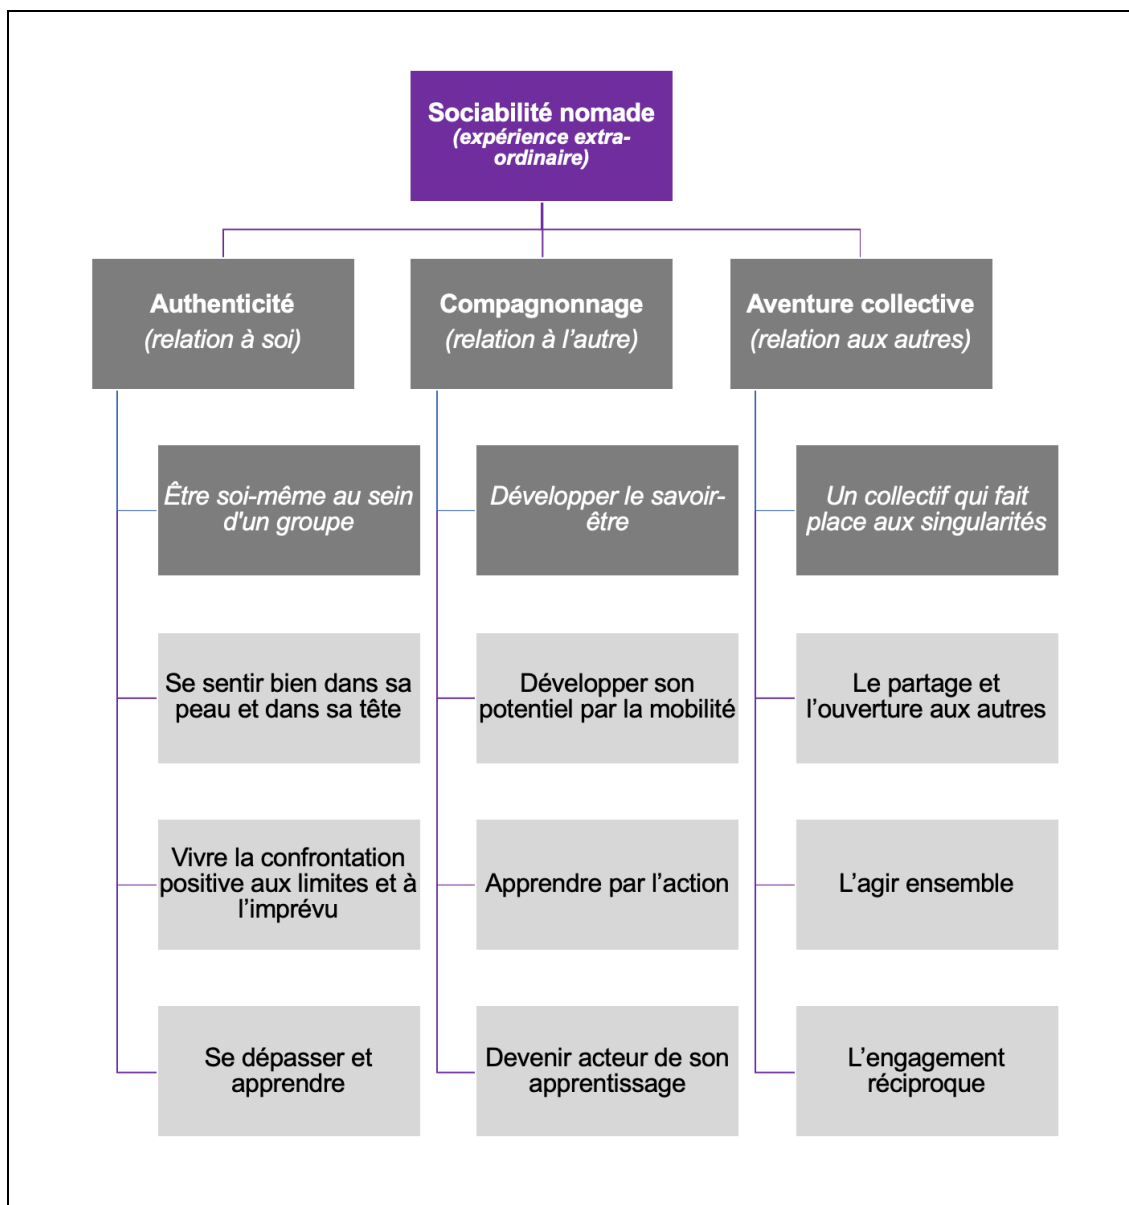 Sociabilité nomade
(expérience extra-
ordinaire)
Authenticité
(relation à soi)
Compagnonnage
(relation à l’autre)
Aventure collective
(relation aux autres)
Être soi-même au sein
d'un groupe
Développer le savoir-
être
Un collectif qui fait
place aux singularités
Se sentir bien dans sa
peau et dans sa tête
Développer son
potentiel par la mobilité
Le partage et
l’ouverture aux autres
Vivre la confrontation
positive aux limites et à
l’imprévu
Apprendre par l’action
L’agir ensemble
Se dépasser et
apprendre
Devenir acteur de son
apprentissage
L’engagement
réciproque